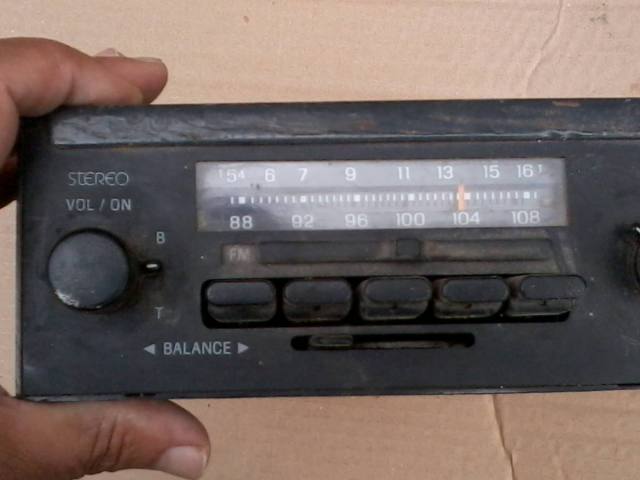 STEREO
VOL / ON
54 6 7 9 11 13 15 16
88 92 96 100 104 108
B
FM
T
◄ BALANCE ►